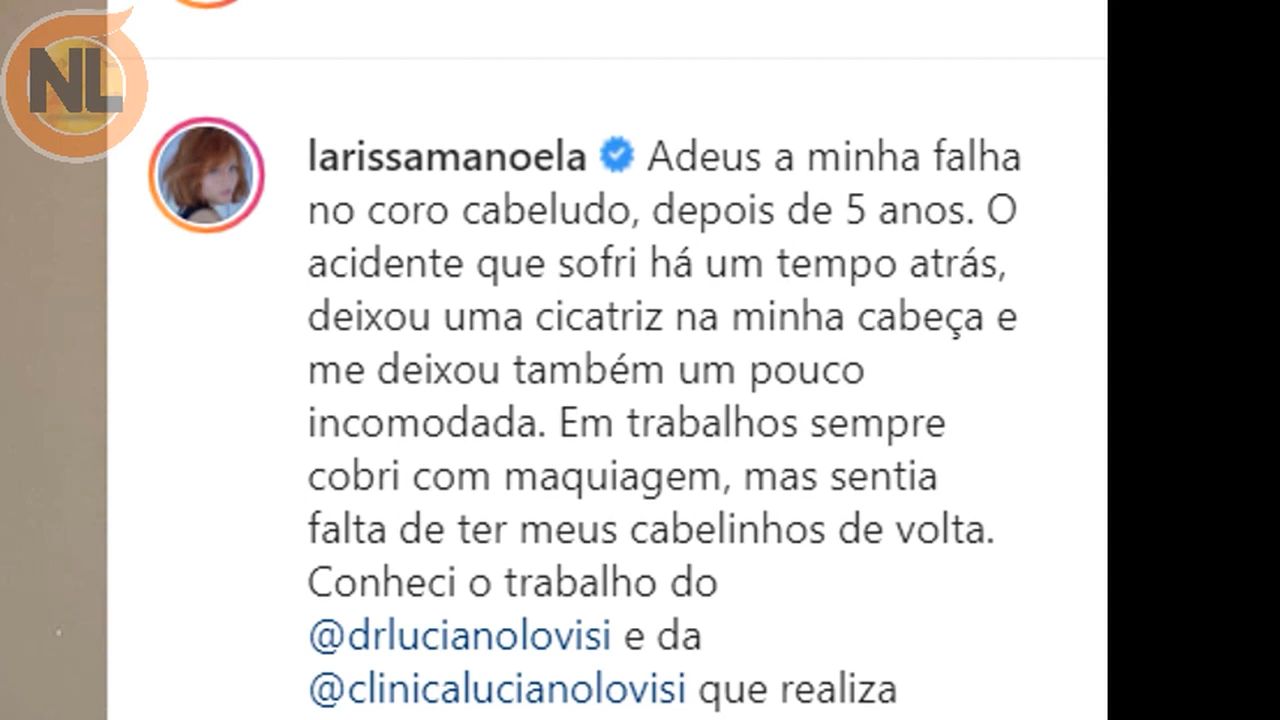 NL
larissamanoela Adeus a minha falha
no coro cabeludo, depois de 5 anos. O
acidente que sofri há um tempo atrás,
deixou uma cicatriz na minha cabeça e
me deixou também um pouco
incomodada. Em trabalhos sempre
cobri com maquiagem, mas sentia
falta de ter meus cabelinhos de volta.
Conheci o trabalho do
@drlucianolovisi e da
@clinicalucianolovisi que realiza